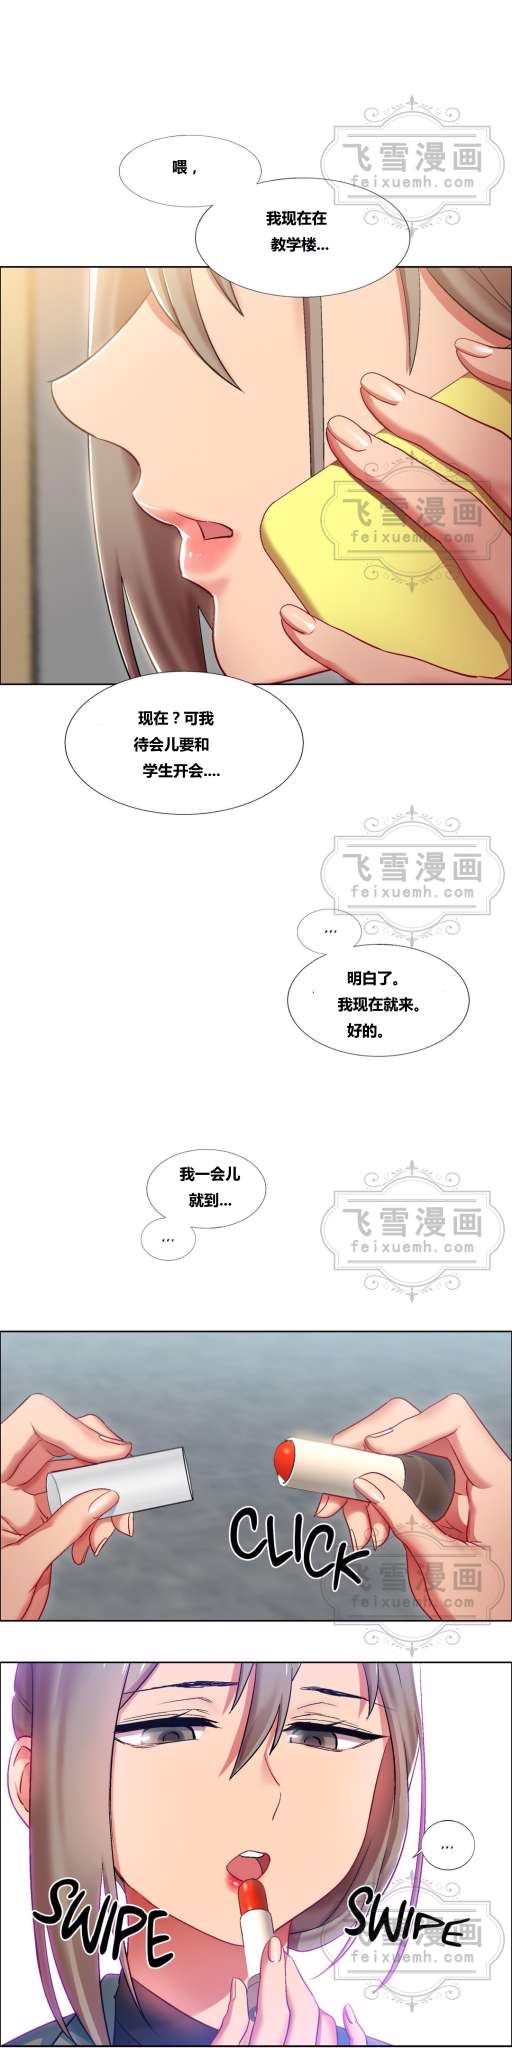 飞雪漫画
feixuemh.com
喂，
我现在在
教学楼...
飞雪漫画
feixuemh.com
现在？可我
待会儿要和
学生开会....
飞雪漫画
feixuemh.com
...
明白了。
我现在就来。
好的。
我一会儿
就到...
...
飞雪漫画
feixuemh.com
CLICK
飞雪漫画
feixuemh.com
...
SWIPE
SWIPE
飞雪漫画
feixuemh.com